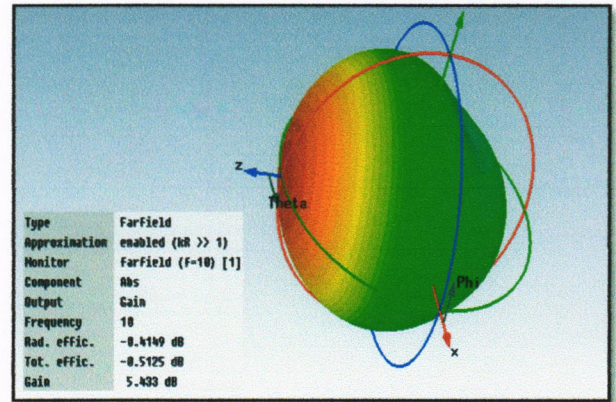 z
Theta
Phi
x
Type Farfield
Approximation enabled (kR >> 1)
Monitor farfield (f=10) [1]
Component Abs
Output Gain
Frequency 10
Rad. effic. -0.4149 dB
Tot. effic. -0.5125 dB
Gain 5.433 dB